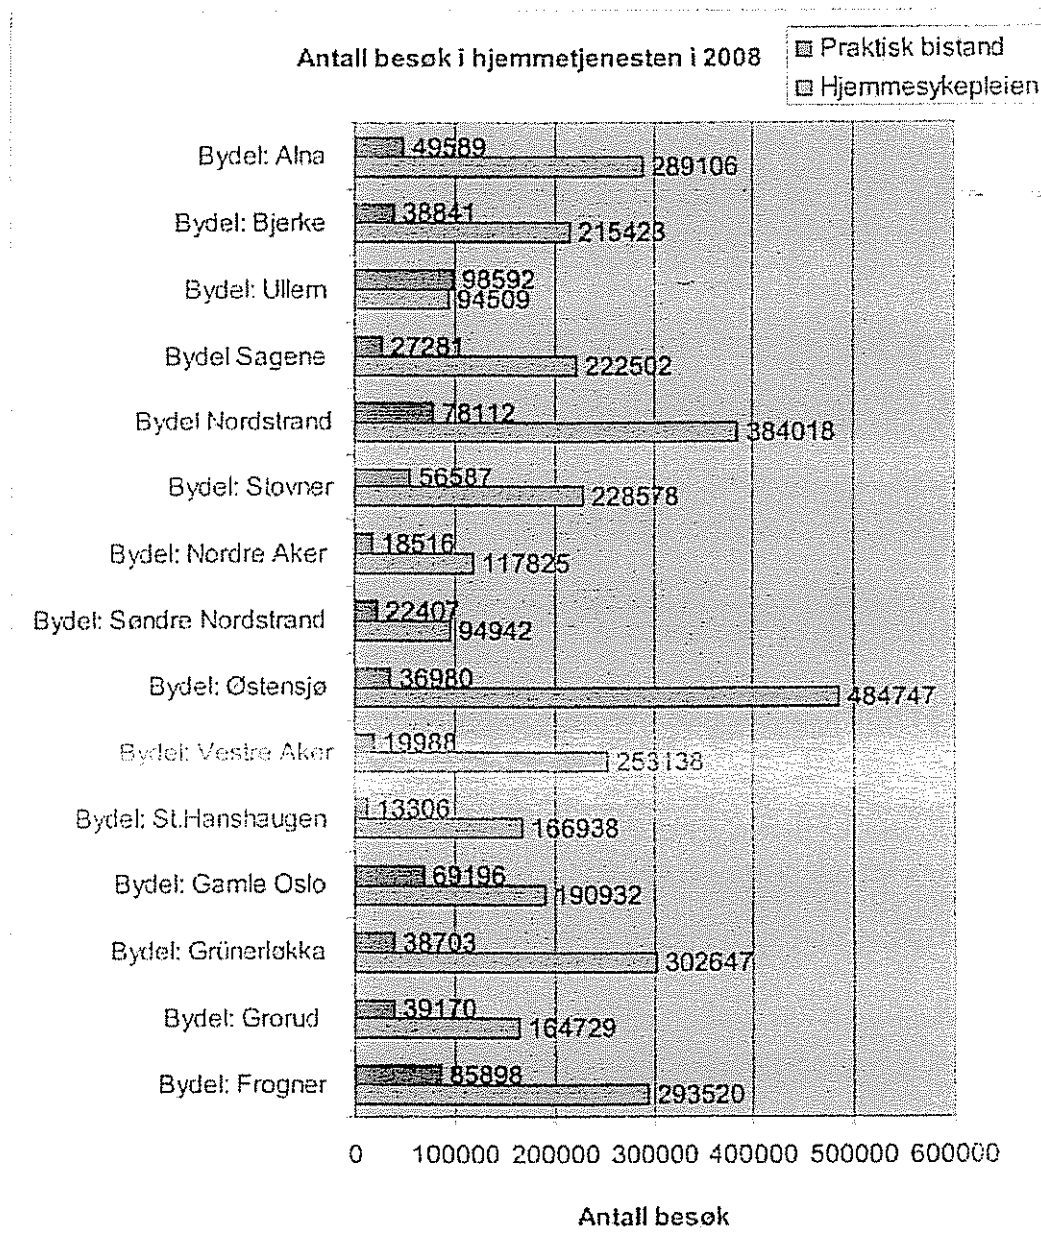 Antall besøk i hjemmetjenesten i 2008
Praktisk bistand
Hjemmesykepleien
Bydel: Alna
49589
289106
Bydel: Bjerke
38841
215423
Bydel: Ullern
98592
94509
Bydel Sagene
27281
222502
Bydel Nordstrand
78112
384018
Bydel: Stovner
56587
228578
Bydel: Nordre Aker
18516
117825
Bydel: Søndre Nordstrand
22407
94942
Bydel: Østensjø
36980
484747
Bydel: Vestre Aker
19988
253138
Bydel: St.Hanshaugen
13306
166938
Bydel: Gamle Oslo
69196
190932
Bydel: Grünerløkka
38703
302647
Bydel: Grorud
39170
164729
Bydel: Frogner
85898
293520
0 100000 200000 300000 400000 500000 600000
Antall besøk